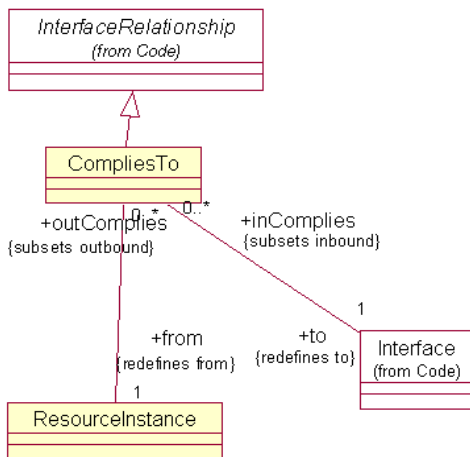 InterfaceRelationship
(from Code)
CompliesTo
0..*
0..*
+outComplies
{subsets outbound}
+inComplies
{subsets inbound}
1
+from
{redefines from}
+to
{redefines to}
Interface
(from Code)
1
ResourceInstance